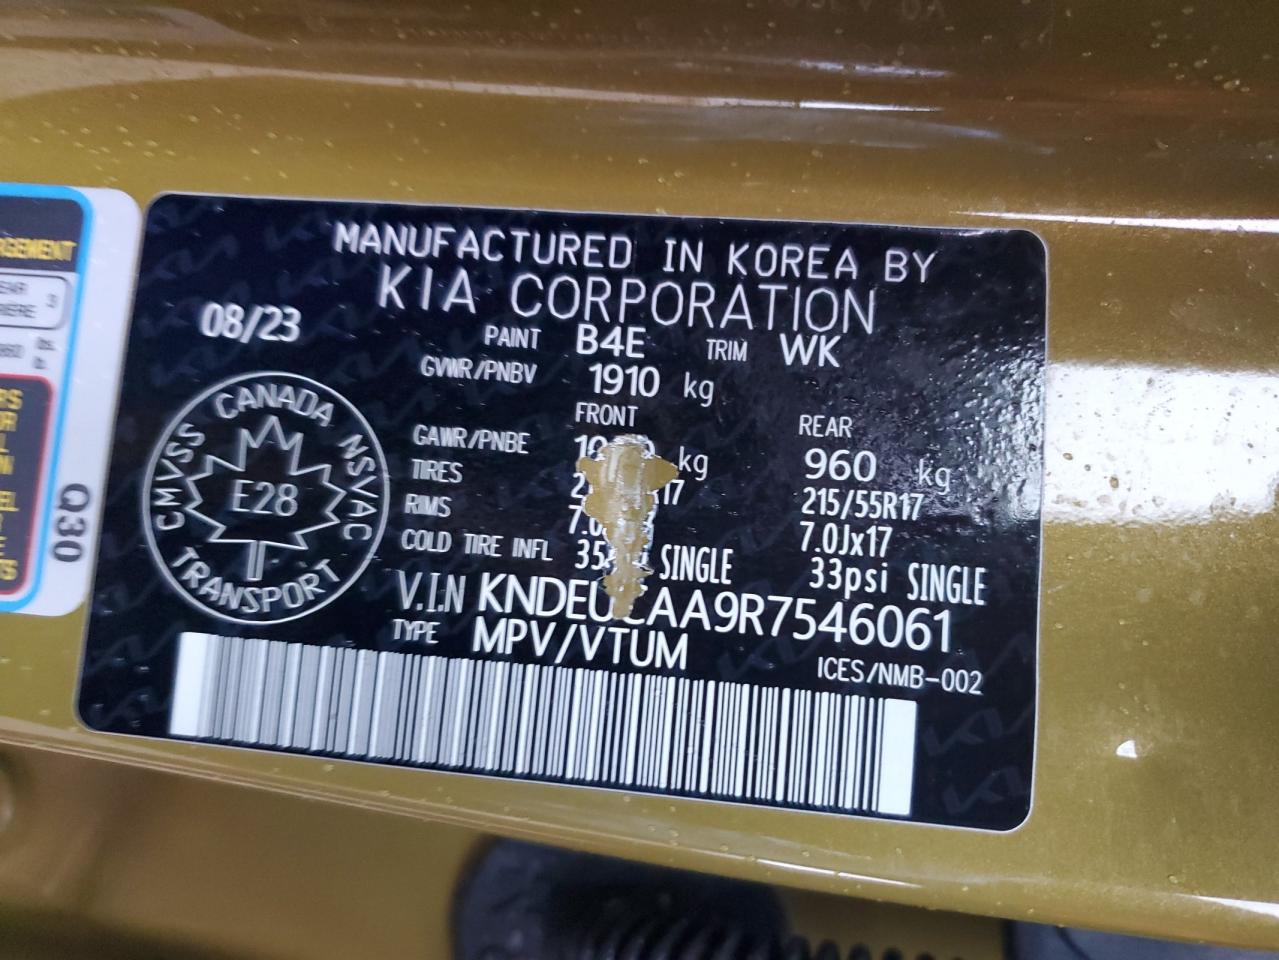 MANUFACTURED IN KOREA BY
KIA CORPORATION
08/23
PAINT B4E TRIM WK
GVWR/PNBV 1910 kg
FRONT REAR
GAWR/PNBE kg 960 kg
TIRES 215/55R17
RIMS 7.0Jx17
COLD TIRE INFL SINGLE 33psi SINGLE
V.I.N
TYPE MPV/VTUM
ICES/NMB-002
CANADA NSVAC
CMVSS
E28
TRANSPORT
Q30